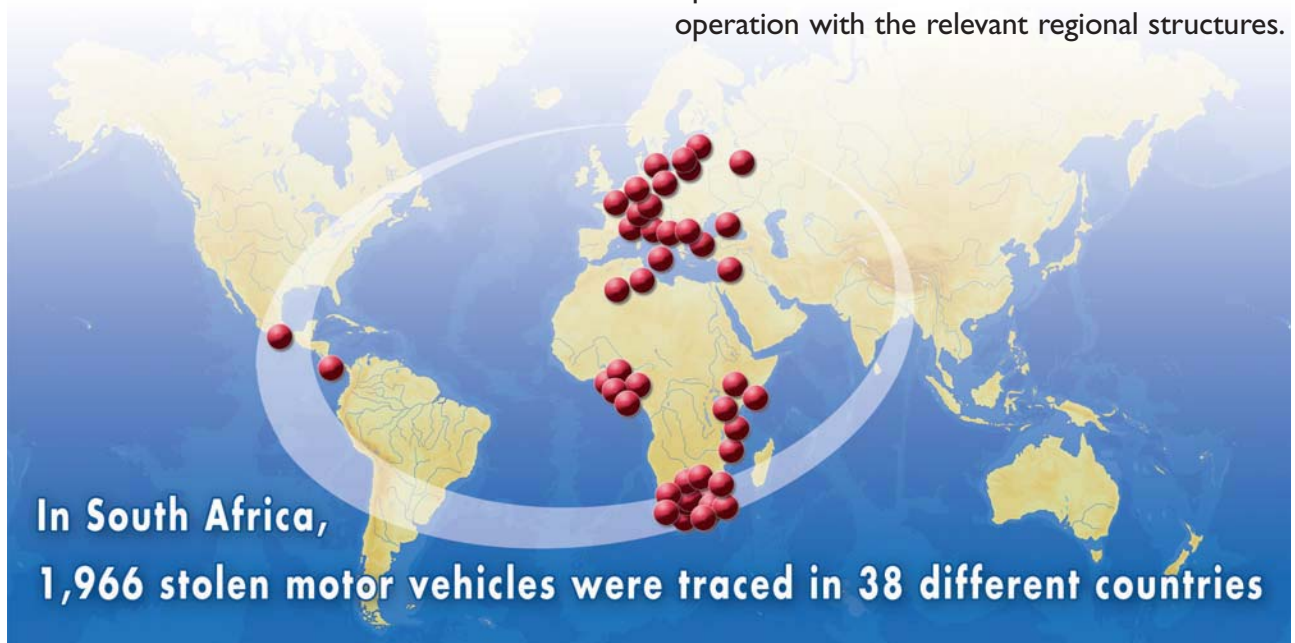 operation with the relevant regional structures.
In South Africa,
1,966 stolen motor vehicles were traced in 38 different countries